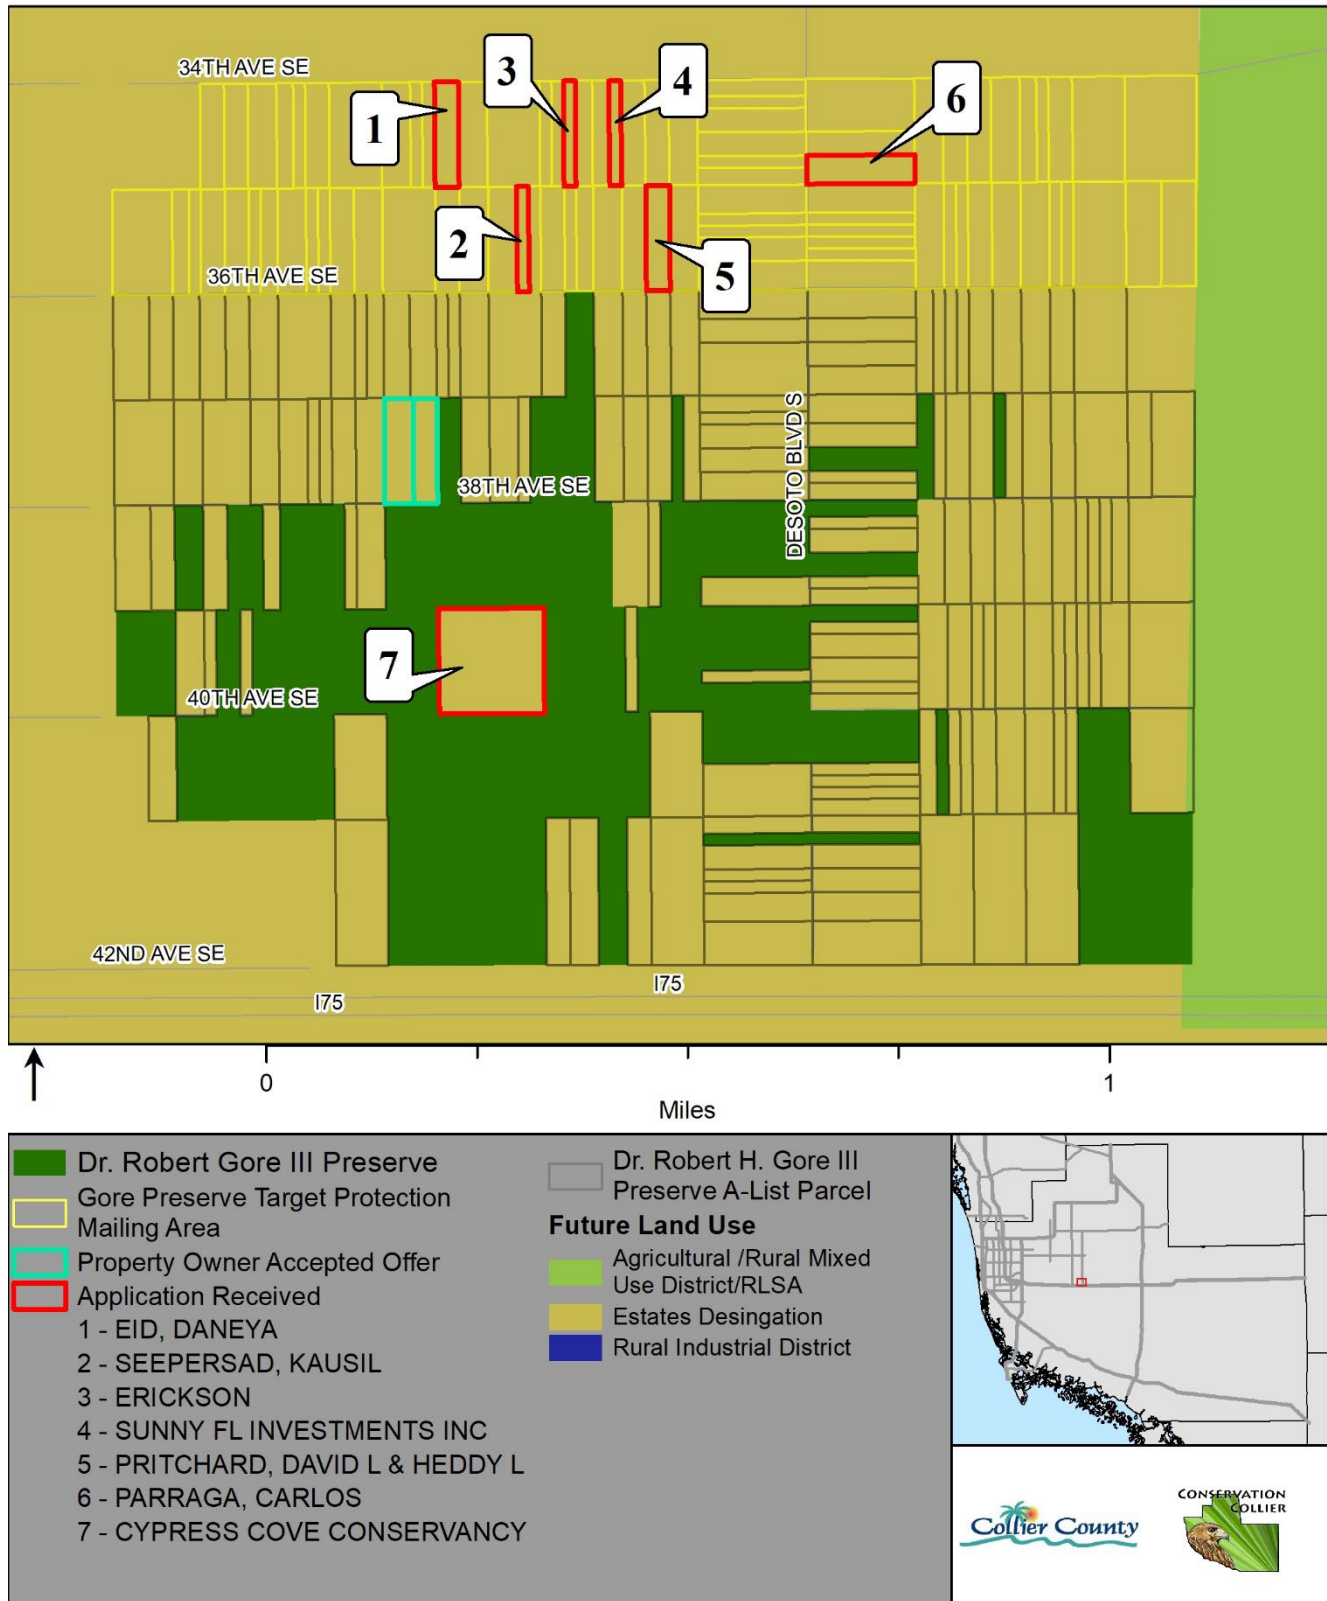 34TH AVE SE
3
4
1
6
2
5
36TH AVE SE
DESOTO BLVD S
38TH AVE SE
7
40TH AVE SE
42ND AVE SE
I75
I75
0
1
Miles
Dr. Robert Gore III Preserve
Gore Preserve Target Protection
Mailing Area
Property Owner Accepted Offer
Application Received
1 - EID, DANEYA
2 - SEEPERSAD, KAUSIL
3 - ERICKSON
4 - SUNNY FL INVESTMENTS INC
5 - PRITCHARD, DAVID L & HEDDY L
6 - PARRAGA, CARLOS
7 - CYPRESS COVE CONSERVANCY
Dr. Robert H. Gore III
Preserve A-List Parcel
Future Land Use
Agricultural /Rural Mixed
Use District/RLSA
Estates Desingation
Rural Industrial District
Collier County
CONSERVATION
COLLIER